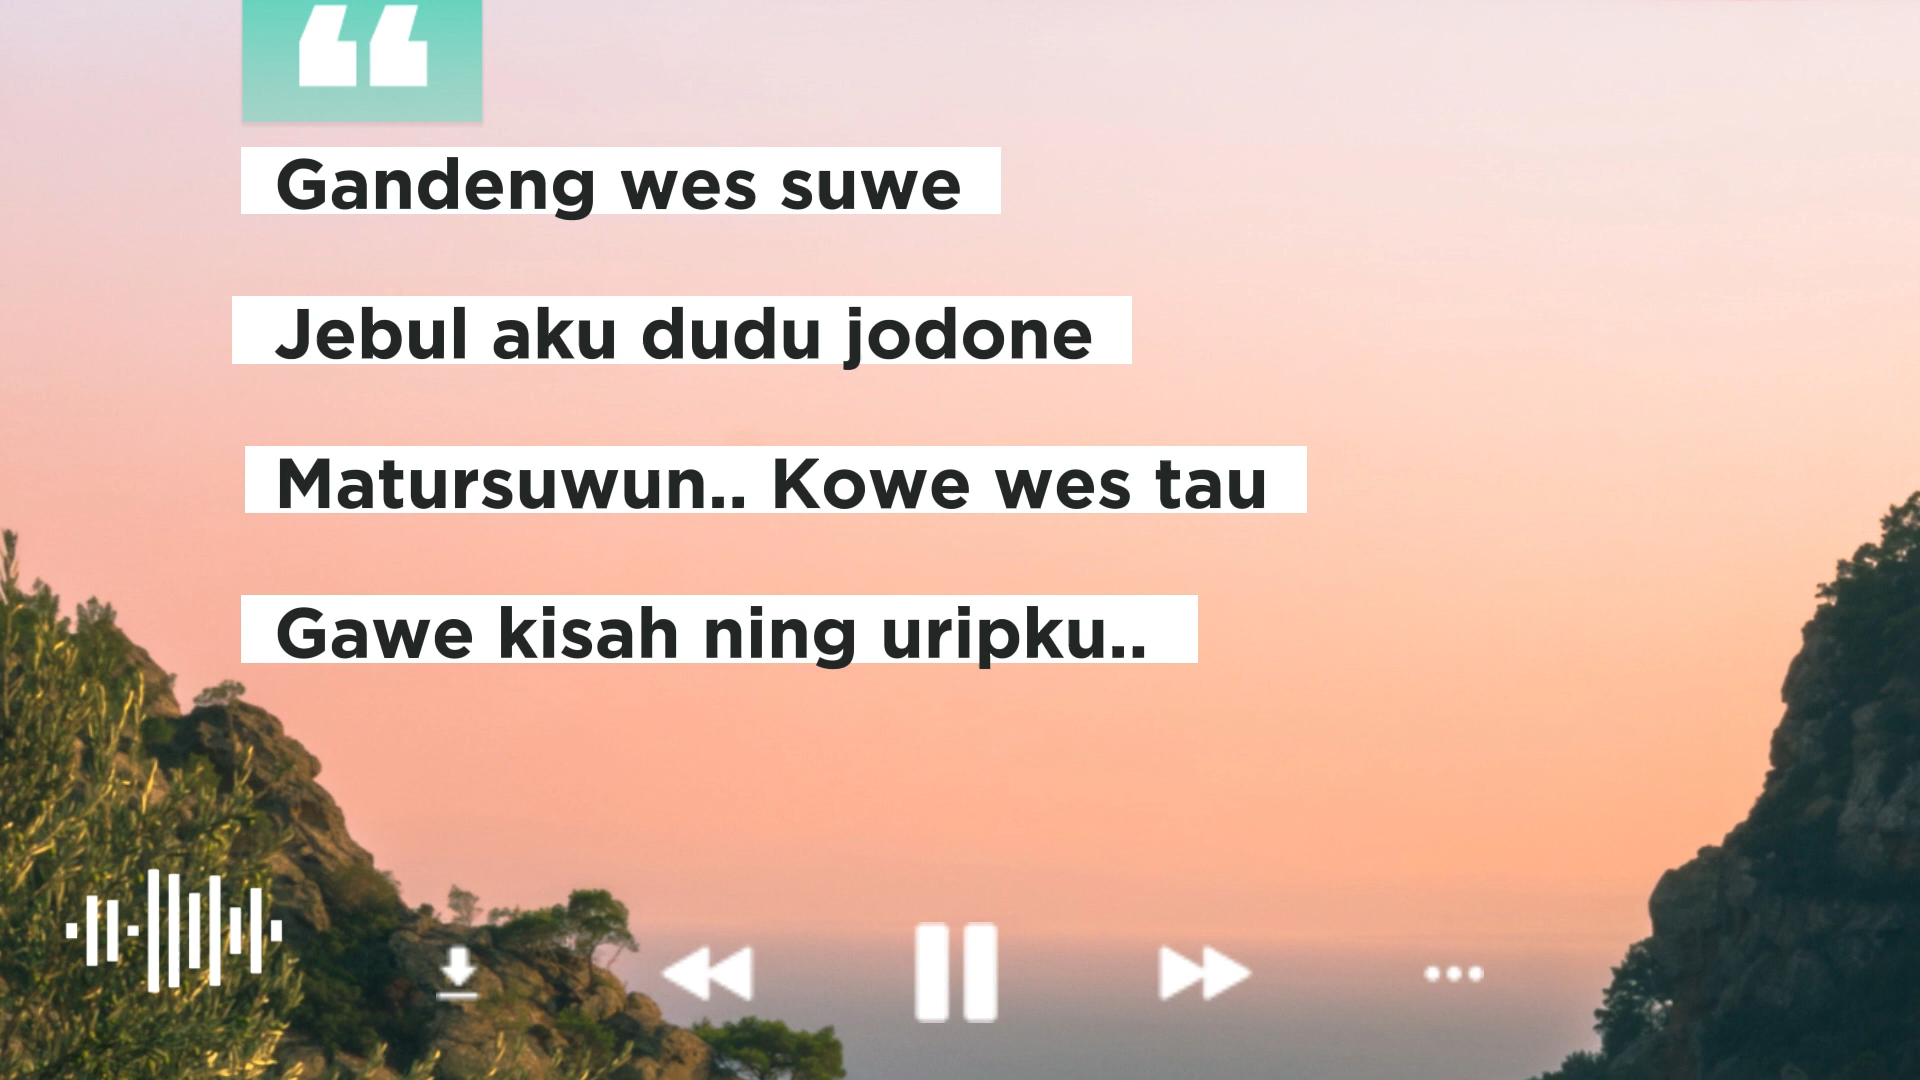 “
Gandeng wes suwe
Jebul aku dudu jodone
Matursuwun.. Kowe wes tau
Gawe kisah ning uripku..